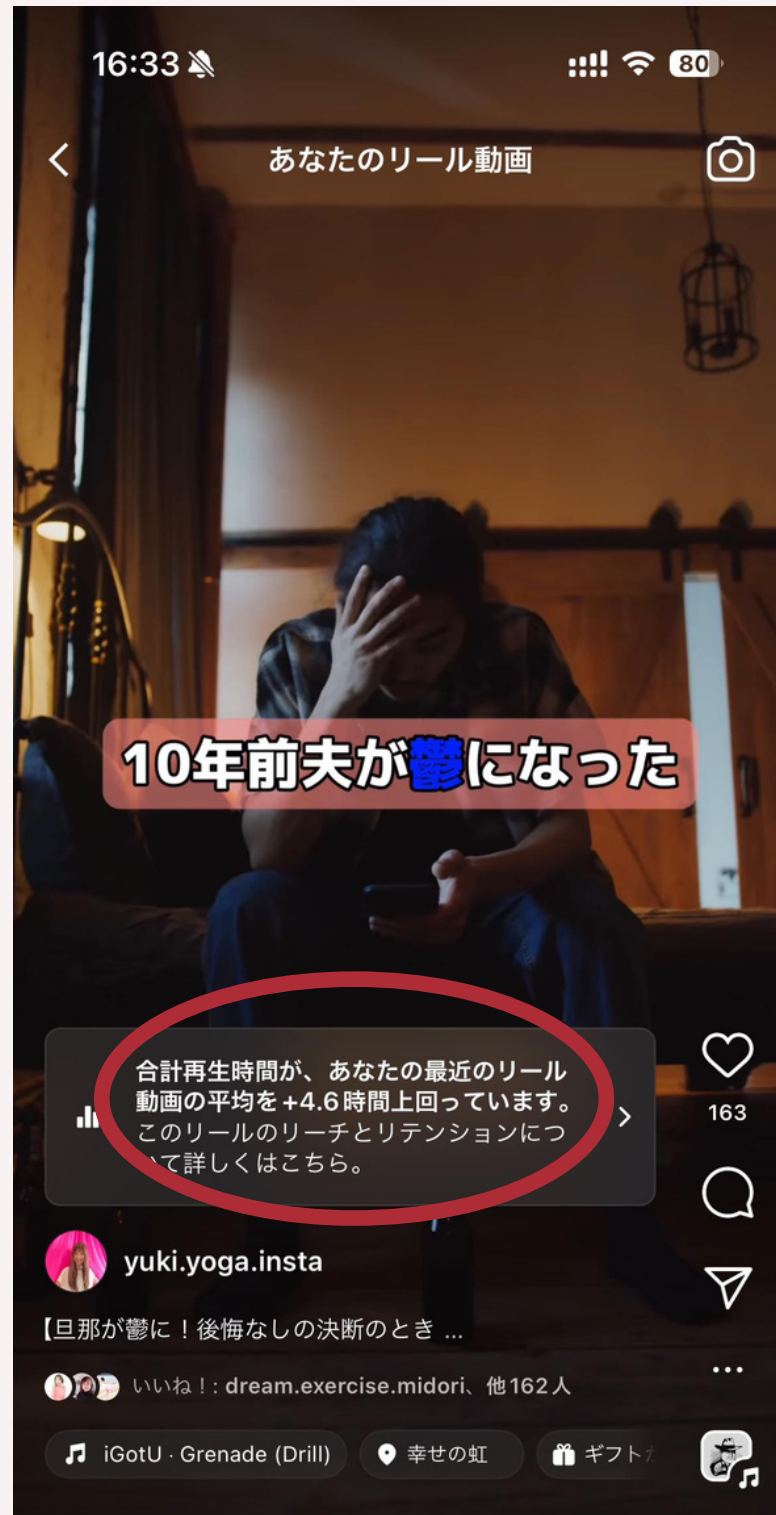 16:33
80
あなたのリール動画
10年前夫が鬱になった
合計再生時間が、あなたの最近のリール
動画の平均を+4.6時間上回っています。
このリールのリーチとリテンションにつ
て詳しくはこちら。
163
yuki.yoga.insta
【旦那が鬱に！後悔なしの決断のとき ...
いいね！: dream.exercise.midori、他162人
iGotU · Grenade (Drill)
幸せの虹
ギフト